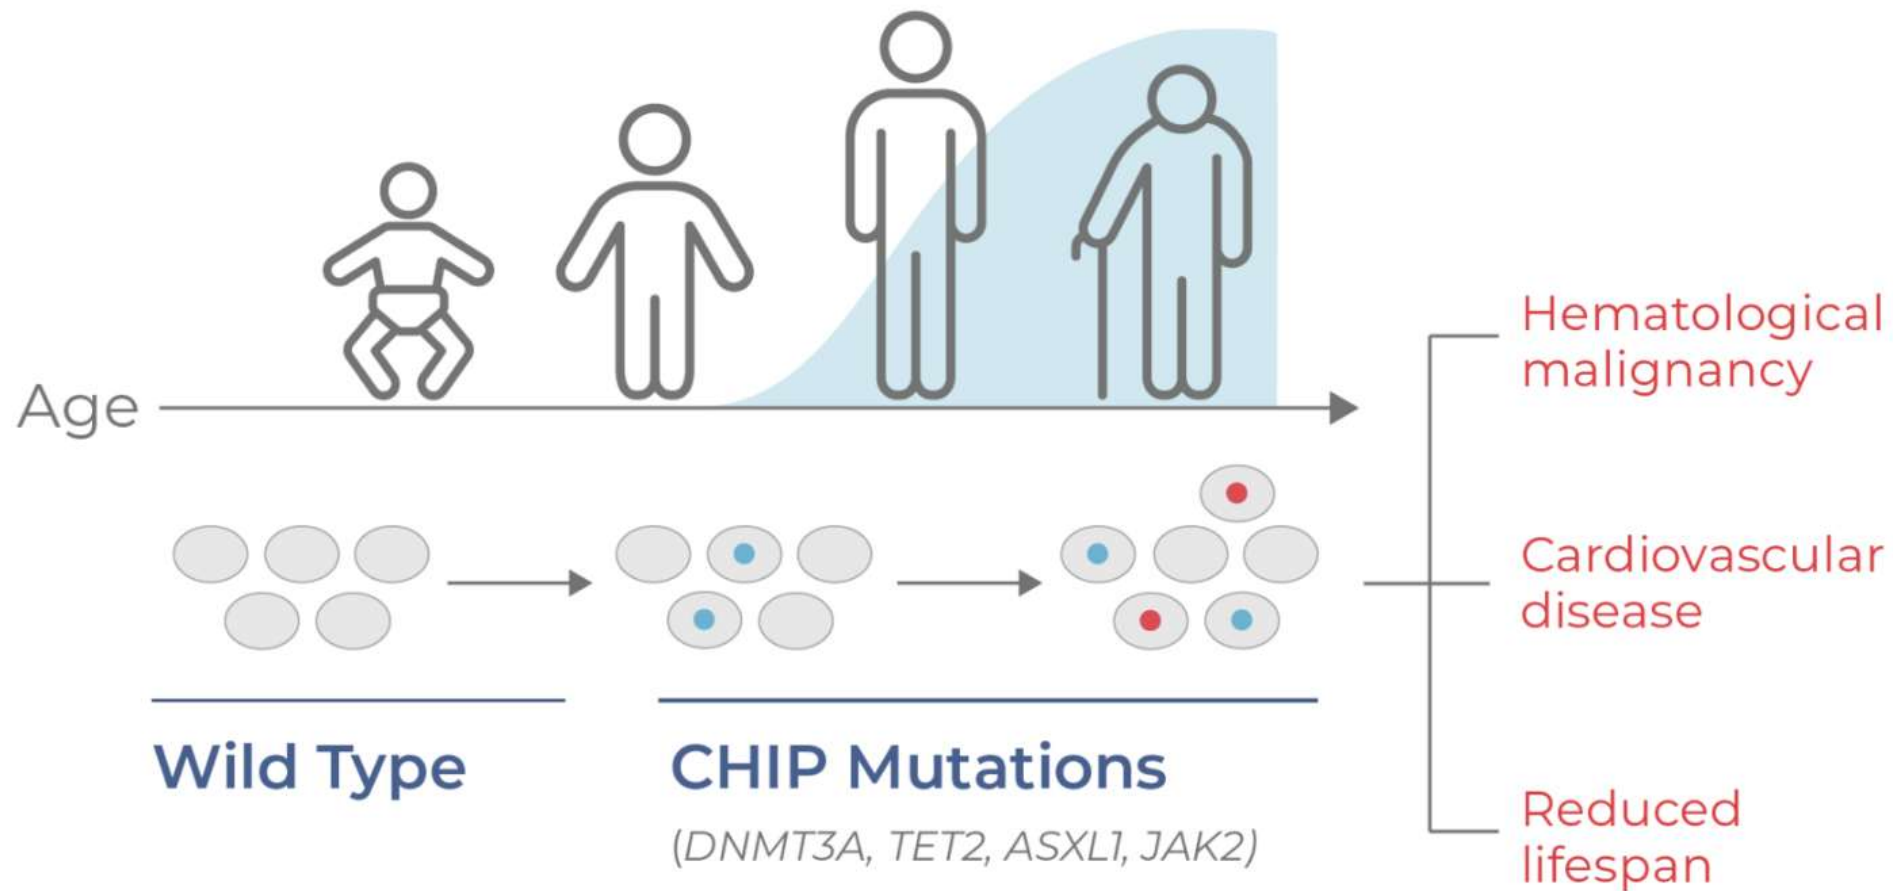 Age
Hematological
malignancy
Cardiovascular
disease
Reduced
lifespan
Wild Type
CHIP Mutations
(DNMT3A, TET2, ASXL1, JAK2)